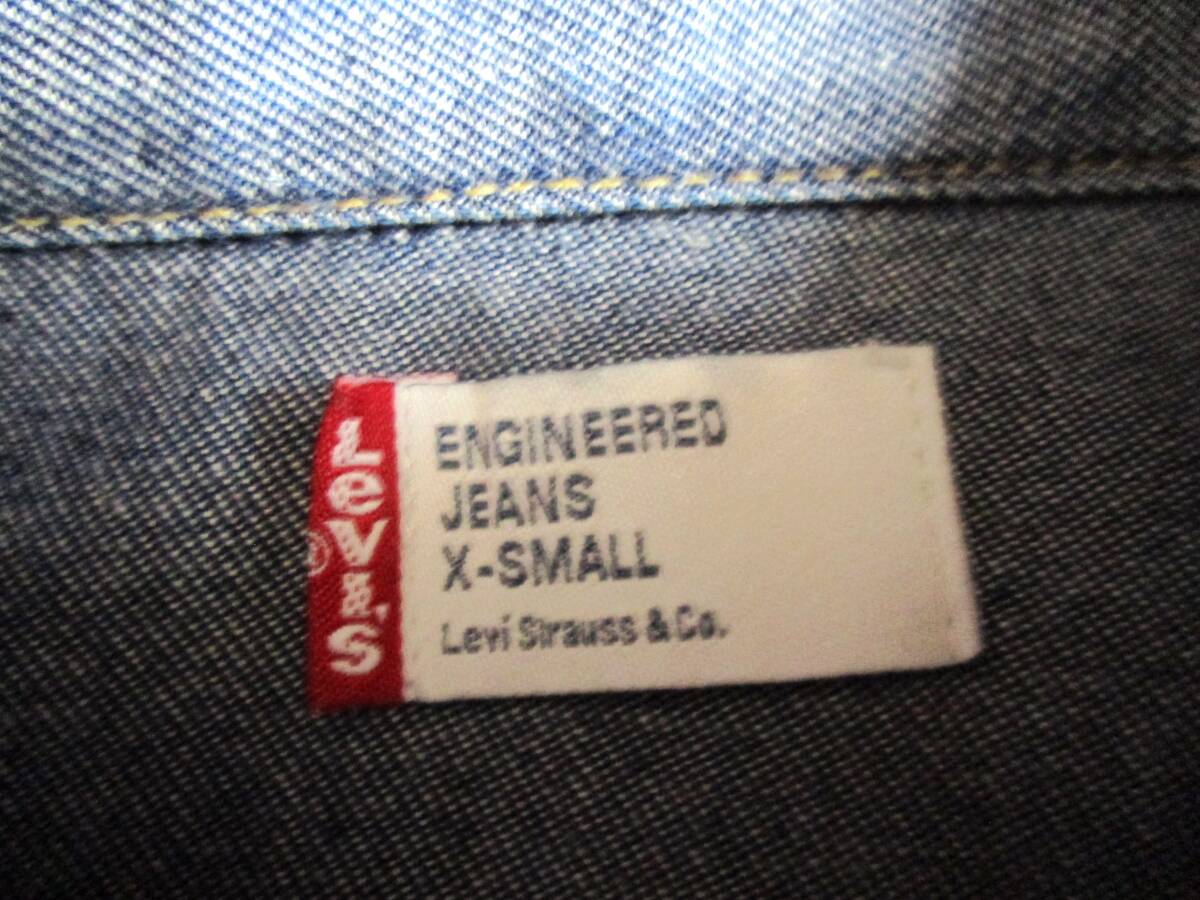 LEVI'S
®
ENGINEERED
JEANS
X-SMALL
Levi Strauss & Co.